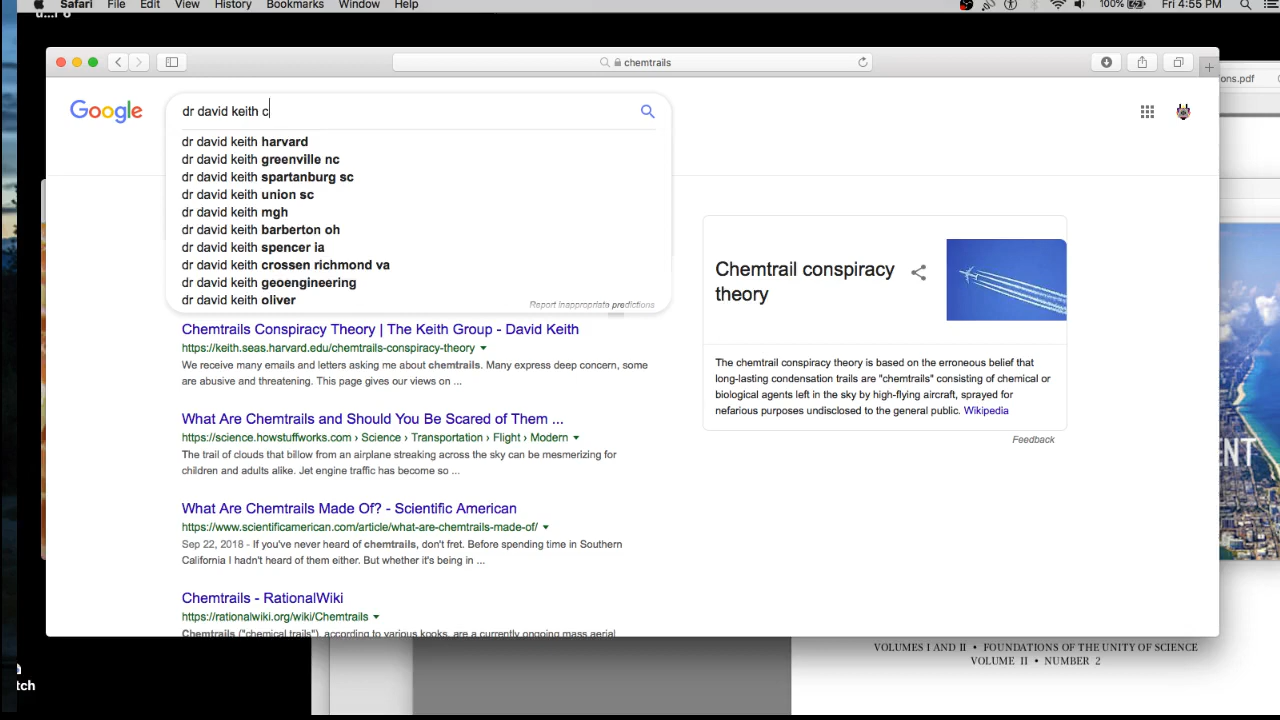 Safari File Edit View History Bookmarks Window Help 100% Fri 4:55 PM
chemtrails
ons.pdf
Google dr david keith c
dr david keith harvard
dr david keith greenville nc
dr david keith spartanburg sc
dr david keith union sc
dr david keith mgh
dr david keith barberton oh
dr david keith spencer ia
dr david keith crossen richmond va
dr david keith geoengineering
dr david keith oliver
Report inappropriate predictions
Chemtrails Conspiracy Theory | The Keith Group - David Keith
https://keith.seas.harvard.edu/chemtrails-conspiracy-theory
We receive many emails and letters asking me about chemtrails. Many express deep concern, some
are abusive and threatening. This page gives our views on ...
What Are Chemtrails and Should You Be Scared of Them ...
https://science.howstuffworks.com › Science › Transportation › Flight › Modern
The trail of clouds that billow from an airplane streaking across the sky can be mesmerizing for
children and adults alike. Jet engine traffic has become so ...
What Are Chemtrails Made Of? - Scientific American
https://www.scientificamerican.com/article/what-are-chemtrails-made-of/
Sep 22, 2018 - If you've never heard of chemtrails, don't fret. Before spending time in Southern
California I hadn't heard of them either. But whether it's being in ...
Chemtrails - RationalWiki
https://rationalwiki.org/wiki/Chemtrails
Chemtrails ("chemical trails"), according to various kooks, are a currently ongoing mass aerial
Chemtrail conspiracy
theory
The chemtrail conspiracy theory is based on the erroneous belief that
long-lasting condensation trails are "chemtrails" consisting of chemical or
biological agents left in the sky by high-flying aircraft, sprayed for
nefarious purposes undisclosed to the general public. Wikipedia
Feedback
ENT
VOLUMES I AND II • FOUNDATIONS OF THE UNITY OF SCIENCE
VOLUME II • NUMBER 2
tch